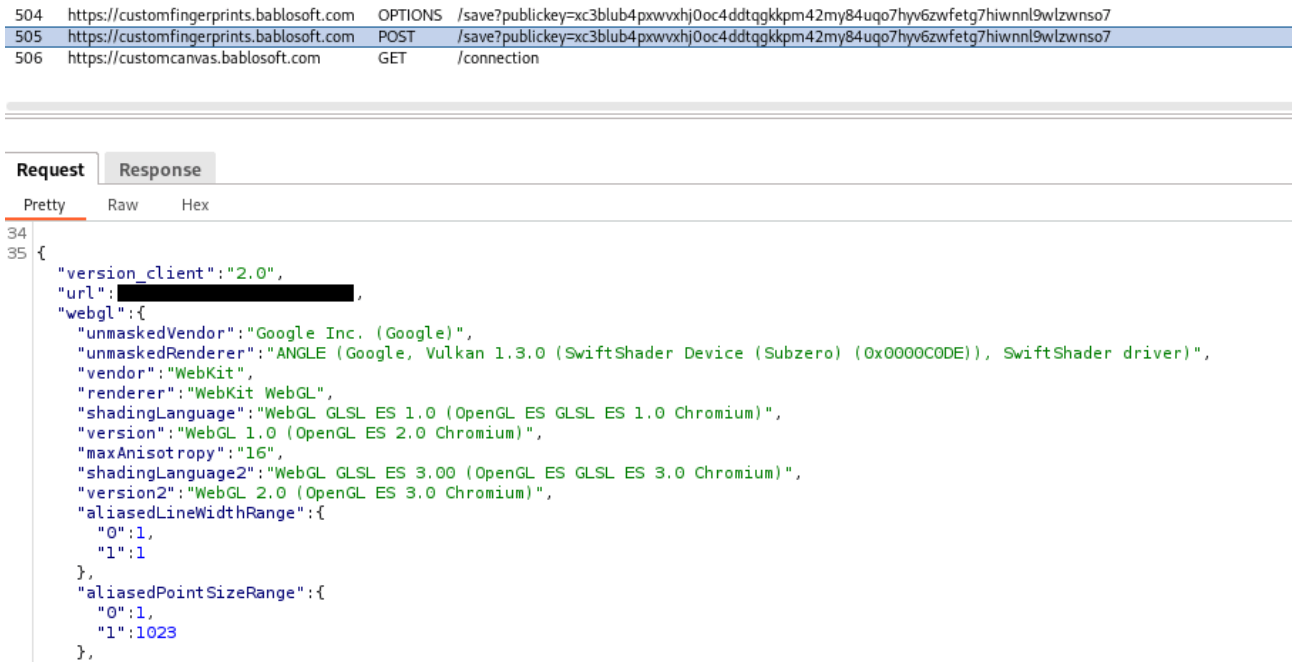 504 https://customfingerprints.bablosoft.com OPTIONS /save?publickey=xc3blub4pxwvxhj0oc4ddtqgkkpm42my84uqo7hyv6zwfetg7hiwnnl9wlzwnso7
505 https://customfingerprints.bablosoft.com POST /save?publickey=xc3blub4pxwvxhj0oc4ddtqgkkpm42my84uqo7hyv6zwfetg7hiwnnl9wlzwnso7
506 https://customcanvas.bablosoft.com GET /connection
Request Response
Pretty Raw Hex
34
35 {
"version_client":"2.0",
"url": ,
"webgl":{
"unmaskedVendor":"Google Inc. (Google)",
"unmaskedRenderer":"ANGLE (Google, Vulkan 1.3.0 (SwiftShader Device (Subzero) (0x0000C0DE)), SwiftShader driver)",
"vendor":"WebKit",
"renderer":"WebKit WebGL",
"shadingLanguage":"WebGL GLSL ES 1.0 (OpenGL ES GLSL ES 1.0 Chromium)",
"version":"WebGL 1.0 (OpenGL ES 2.0 Chromium)",
"maxAnisotropy":"16",
"shadingLanguage2":"WebGL GLSL ES 3.00 (OpenGL ES GLSL ES 3.0 Chromium)",
"version2":"WebGL 2.0 (OpenGL ES 3.0 Chromium)",
"aliasedLineWidthRange":{
"0":1,
"1":1
},
"aliasedPointSizeRange":{
"0":1,
"1":1023
},